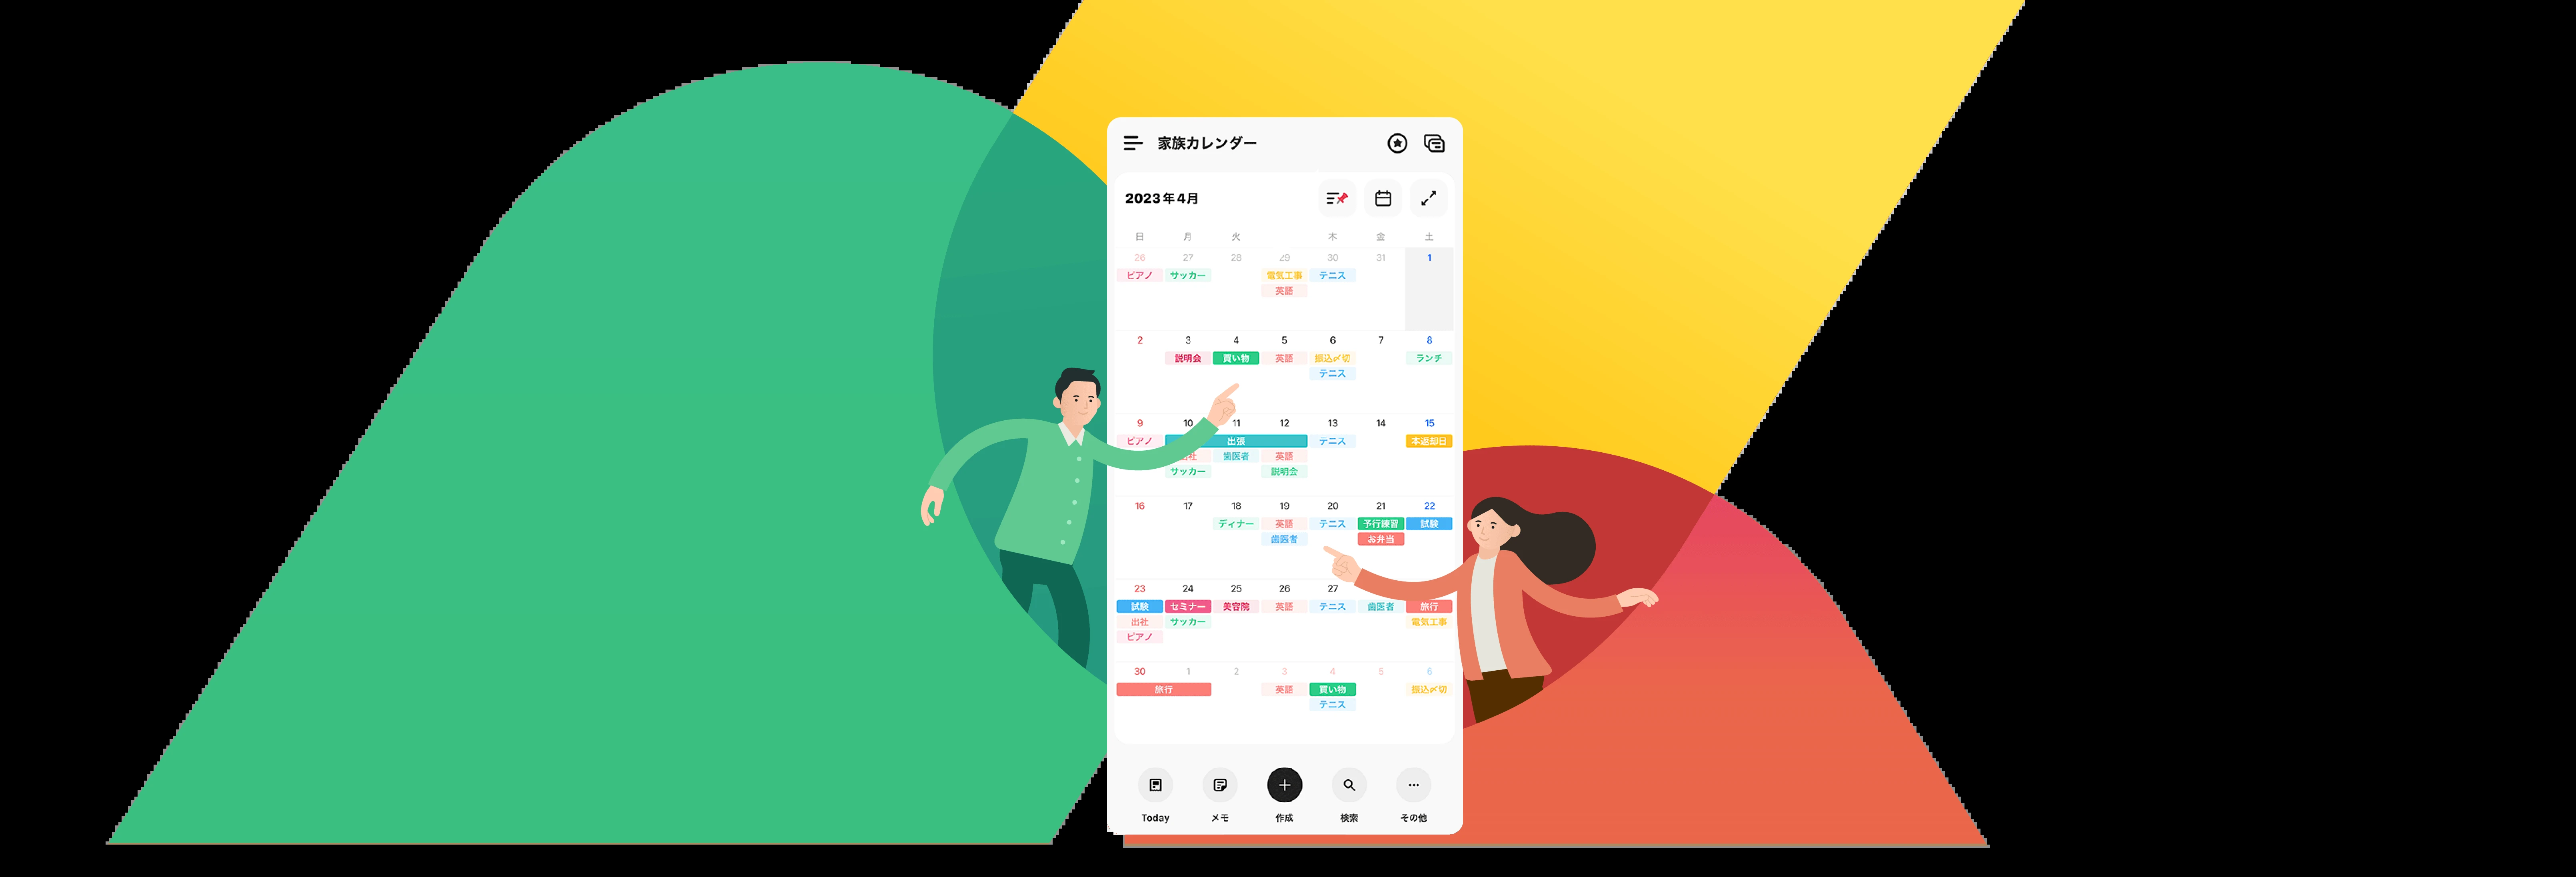 家族カレンダー
2023年4月
日 月 火 木 金 土
26 27 28 29 30 31 1
ピアノ サッカー 電気工事 テニス
英語
2 3 4 5 6 7 8
説明会 買い物 英語 振込〆切 ランチ
テニス
9 10 11 12 13 14 15
ピアノ 出張 テニス 本返却日
出社 歯医者 英語
サッカー 説明会
16 17 18 19 20 21 22
ディナー 英語 テニス 予行練習 試験
歯医者 お弁当
23 24 25 26 27
試験 セミナー 美容院 英語 テニス 歯医者 旅行
出社 サッカー 電気工事
ピアノ
30 1 2 3 4 5 6
旅行 英語 買い物 振込〆切
テニス
Today メモ 作成 検索 その他